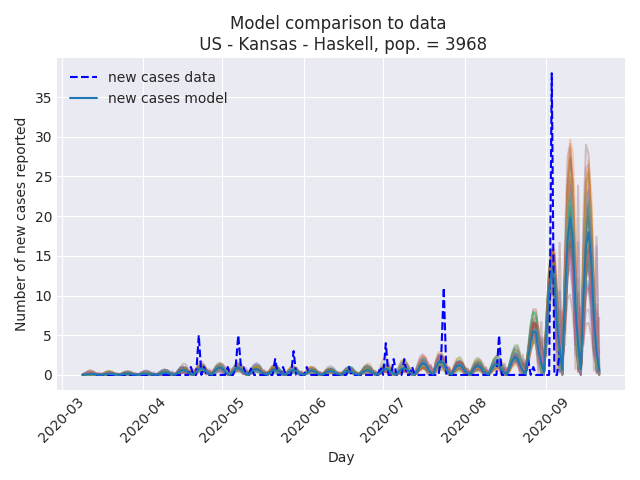 Model comparison to data
US - Kansas - Haskell, pop. = 3968
new cases data
new cases model
Number of new cases reported
35
30
25
20
15
10
5
0
2020-03
2020-04
2020-05
2020-06
2020-07
2020-08
2020-09
Day